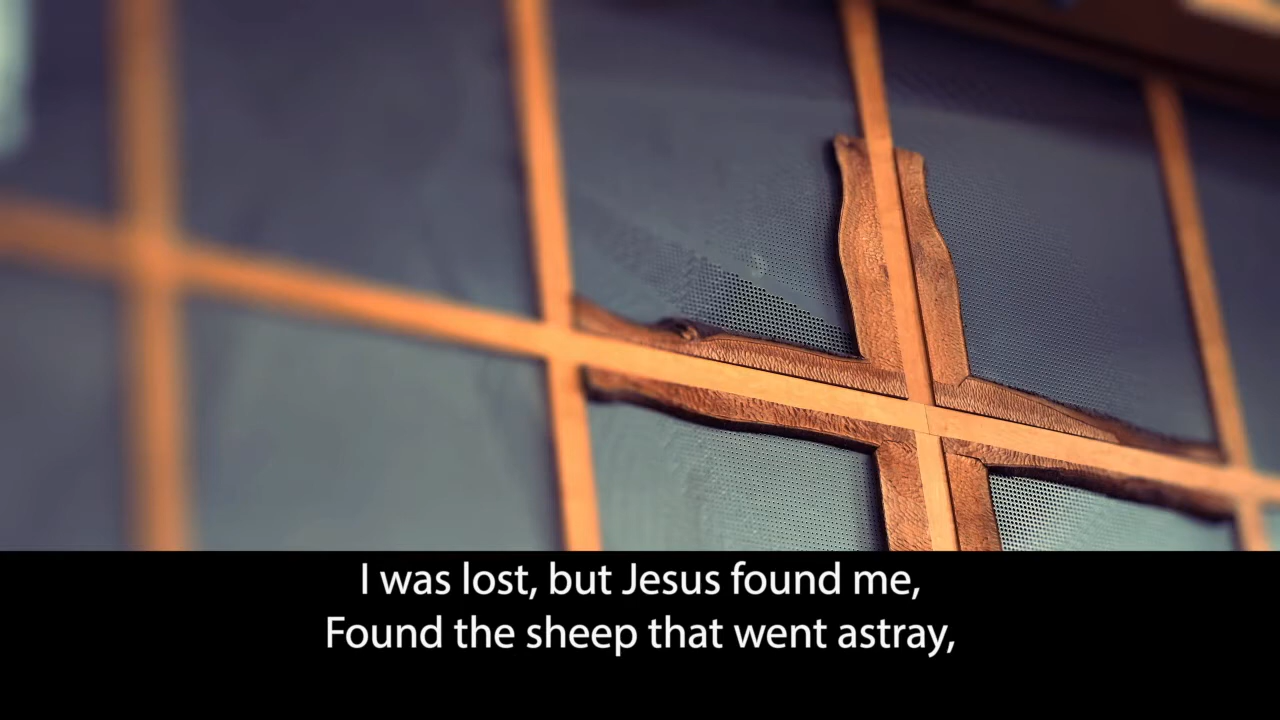 I was lost, but Jesus found me,
Found the sheep that went astray,